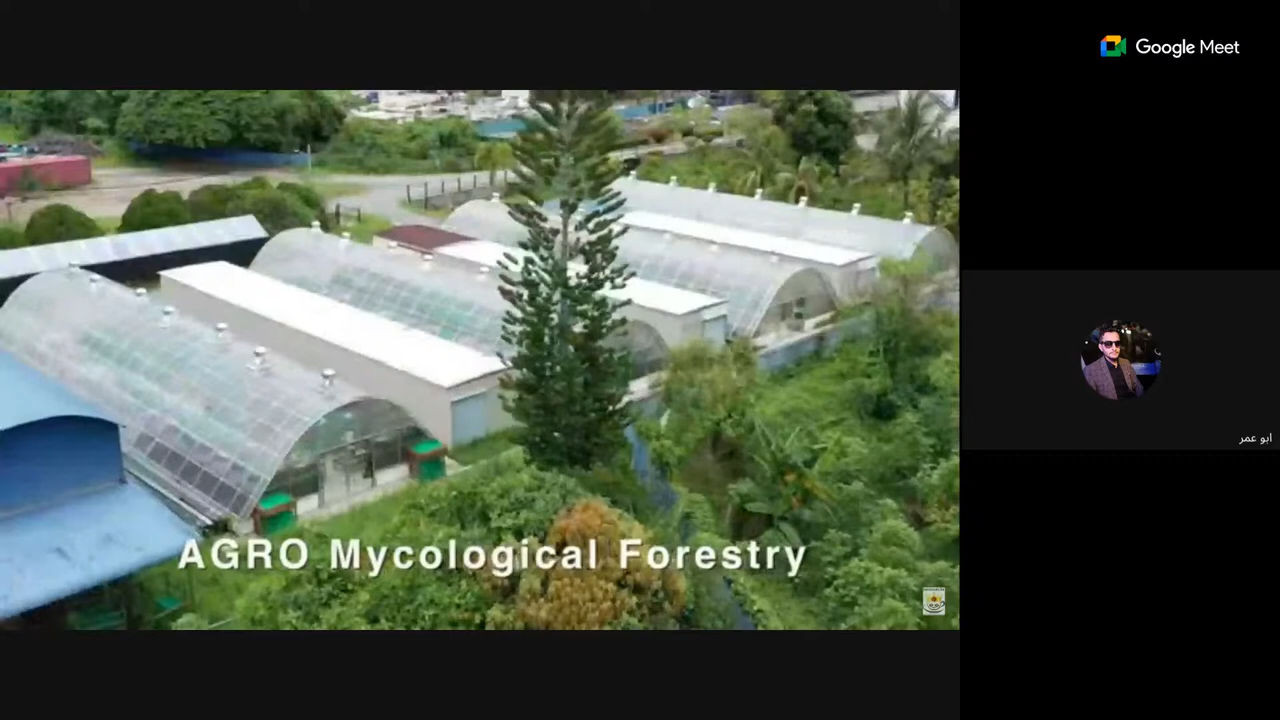 Google Meet
ابو عمر
AGRO Mycological Forestry